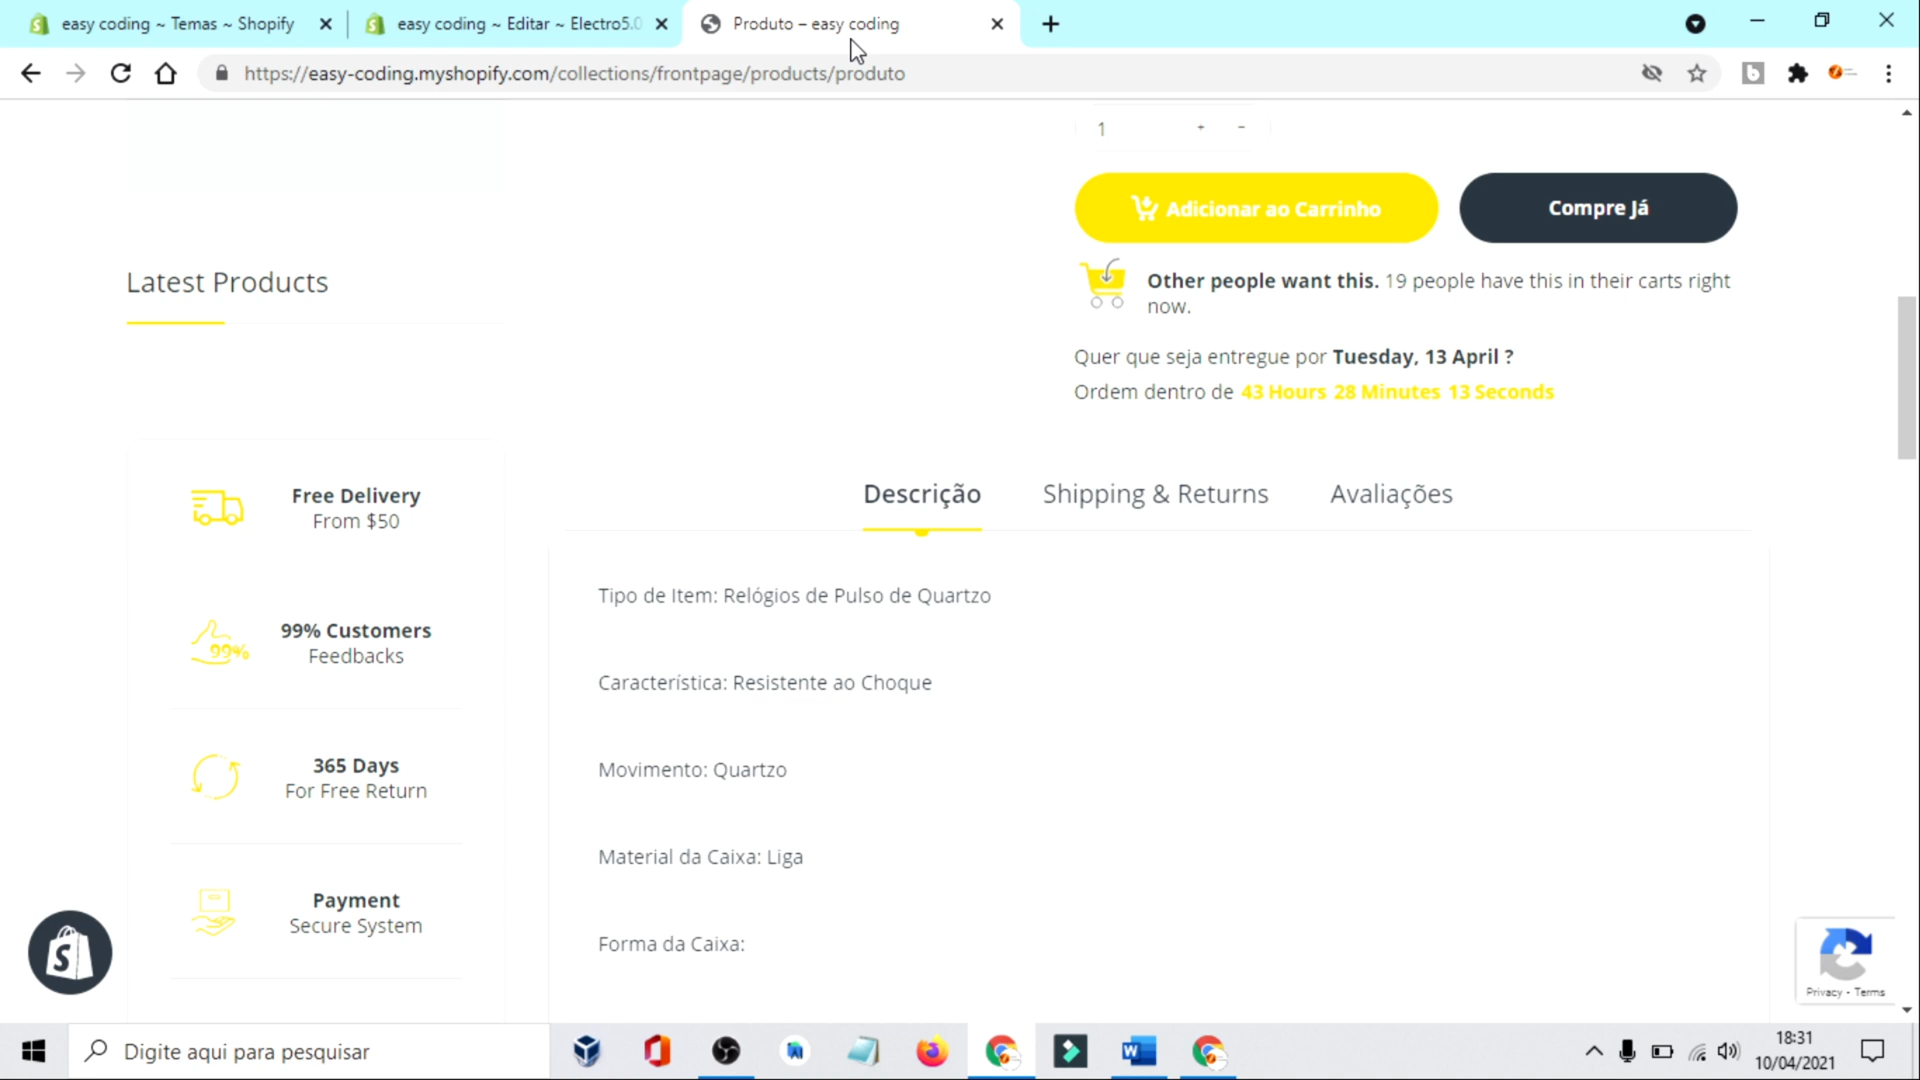 easy coding ~ Temas ~ Shopify
easy coding ~ Editar ~ Electro5.0
Produto – easy coding
https://easy-coding.myshopify.com/collections/frontpage/products/produto
1 + -
Adicionar ao Carrinho
Compre Já
Latest Products
Other people want this. 19 people have this in their carts right
now.
Quer que seja entregue por Tuesday, 13 April ?
Ordem dentro de 43 Hours 28 Minutes 13 Seconds
Free Delivery
From $50
Descrição
Shipping & Returns
Avaliações
Tipo de Item: Relógios de Pulso de Quartzo
99%
99% Customers
Feedbacks
Característica: Resistente ao Choque
365 Days
For Free Return
Movimento: Quartzo
Material da Caixa: Liga
Payment
Secure System
Forma da Caixa:
Privacy - Terms
Digite aqui para pesquisar
18:31
10/04/2021